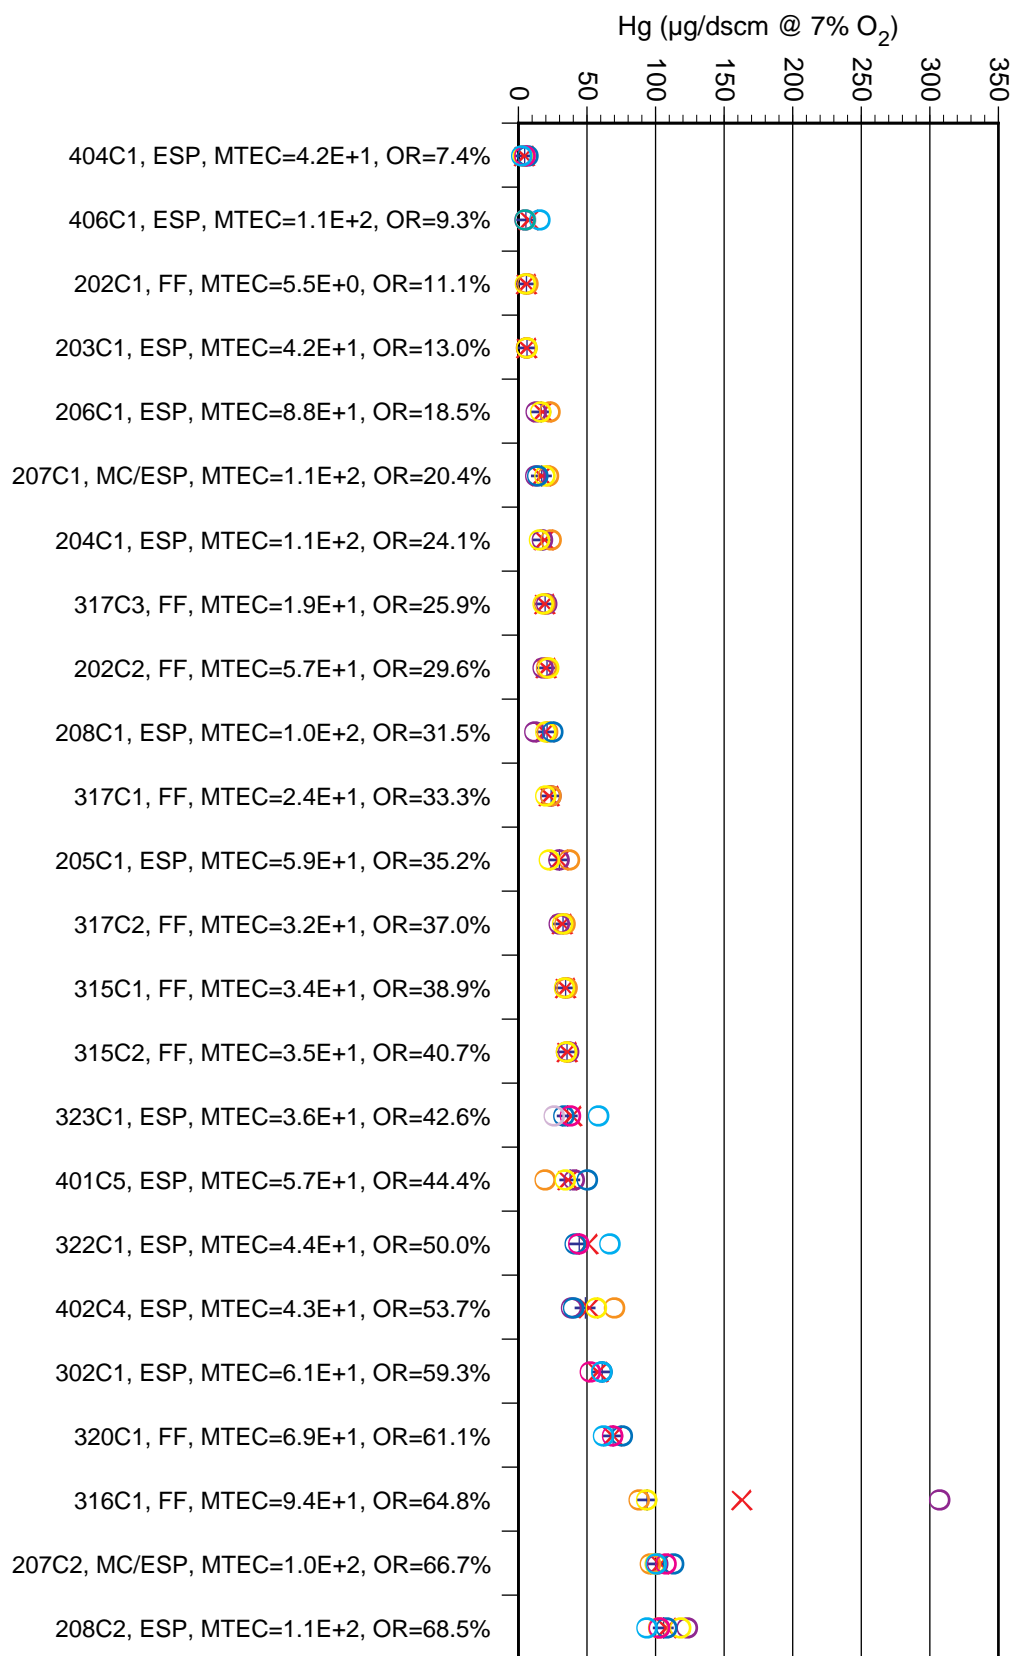 Hg (µg/dscm @ 7% O2)
0 50 100 150 200 250 300 350
404C1, ESP, MTEC=4.2E+1, OR=7.4%
406C1, ESP, MTEC=1.1E+2, OR=9.3%
202C1, FF, MTEC=5.5E+0, OR=11.1%
203C1, ESP, MTEC=4.2E+1, OR=13.0%
206C1, ESP, MTEC=8.8E+1, OR=18.5%
207C1, MC/ESP, MTEC=1.1E+2, OR=20.4%
204C1, ESP, MTEC=1.1E+2, OR=24.1%
317C3, FF, MTEC=1.9E+1, OR=25.9%
202C2, FF, MTEC=5.7E+1, OR=29.6%
208C1, ESP, MTEC=1.0E+2, OR=31.5%
317C1, FF, MTEC=2.4E+1, OR=33.3%
205C1, ESP, MTEC=5.9E+1, OR=35.2%
317C2, FF, MTEC=3.2E+1, OR=37.0%
315C1, FF, MTEC=3.4E+1, OR=38.9%
315C2, FF, MTEC=3.5E+1, OR=40.7%
323C1, ESP, MTEC=3.6E+1, OR=42.6%
401C5, ESP, MTEC=5.7E+1, OR=44.4%
322C1, ESP, MTEC=4.4E+1, OR=50.0%
402C4, ESP, MTEC=4.3E+1, OR=53.7%
302C1, ESP, MTEC=6.1E+1, OR=59.3%
320C1, FF, MTEC=6.9E+1, OR=61.1%
316C1, FF, MTEC=9.4E+1, OR=64.8%
207C2, MC/ESP, MTEC=1.0E+2, OR=66.7%
208C2, ESP, MTEC=1.1E+2, OR=68.5%